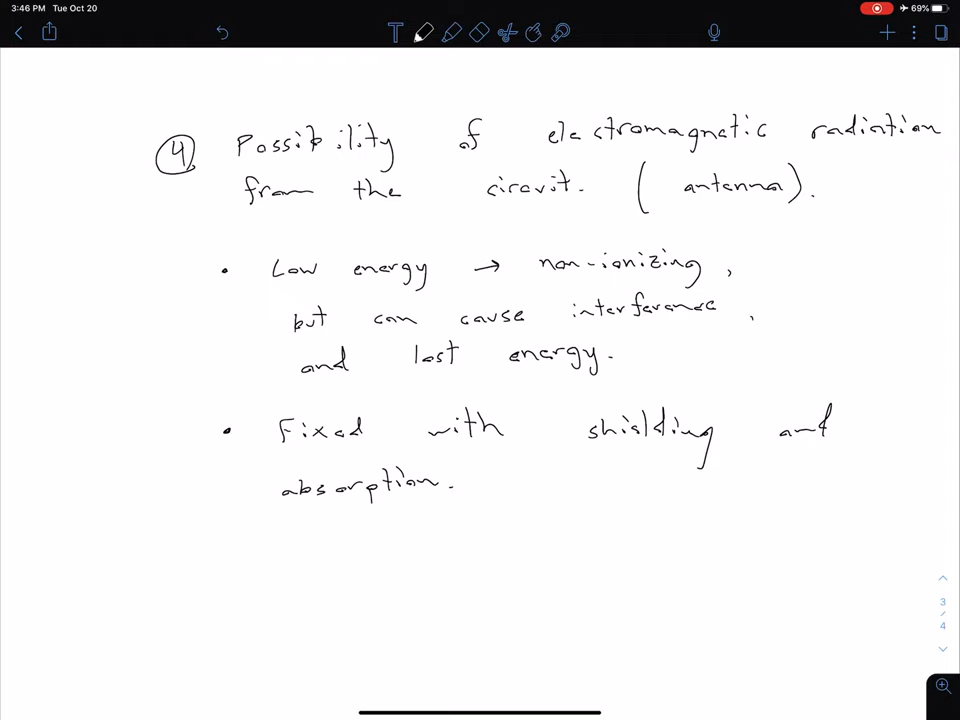 3:46 PM Tue Oct 20
69%
4 Possibility of electromagnetic radiation
from the circuit. (antenna).
• Low energy → non-ionizing,
but can cause interference,
and lost energy.
• Fixed with shielding and
absorption.
3
/
4